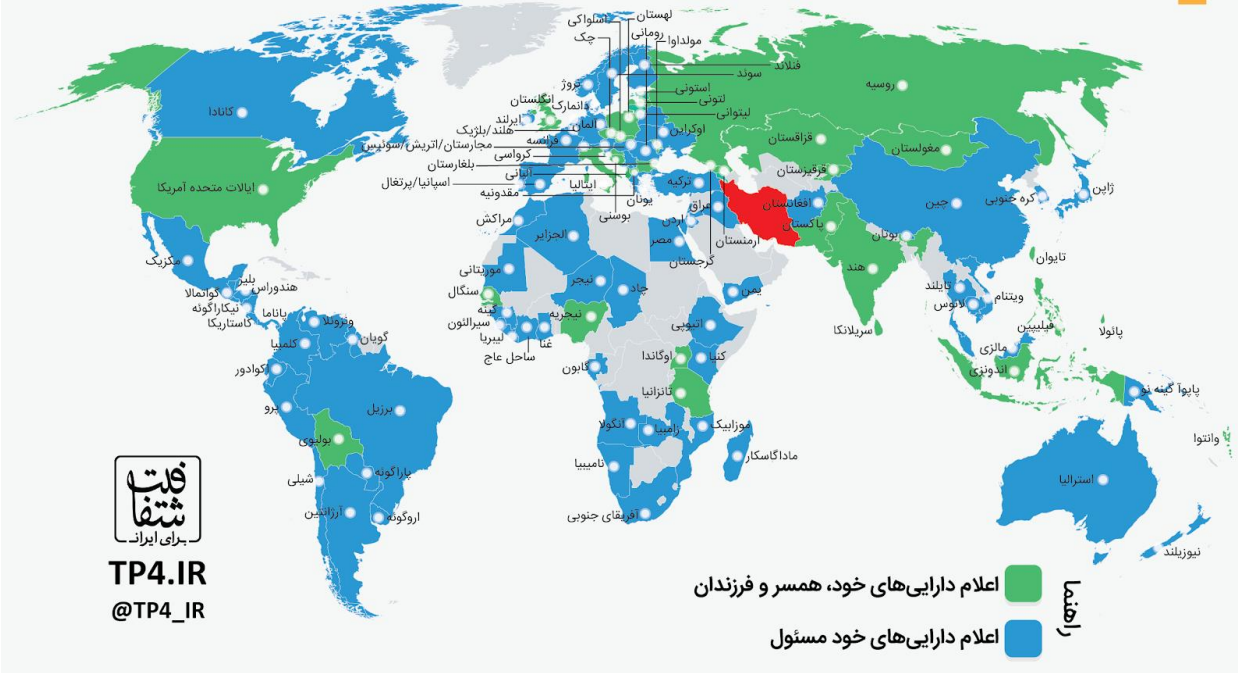 لهستان
اسلواکی
رومانی
مولداوا
چک
فنلاند
سوئد
نروژ
استونی
لتونی
لیتوانی
انگلستان
دانمارک
ایرلند
آلمان
اوکراین
هلند/بلژیک
فرانسه
مجارستان/اتریش/سوئیس
کرواسی
بلغارستان
آلبانی
اسپانیا/پرتغال
ایتالیا
مقدونیه
یونان
بوسنی
روسیه
کانادا
ایالات متحده آمریکا
قزاقستان
مغولستان
قرقیزستان
ترکیه
افغانستان
عراق
پاکستان
چین
کره جنوبی
ژاپن
مراکش
الجزایر
اردن
مصر
ارمنستان
گرجستان
بوتان
تایوان
مکزیک
موریتانی
نیجر
چاد
هند
بلیز
هندوراس
گواتمالا
نیکاراگوئه
کاستاریکا
پاناما
سنگال
گینه
سیرالئون
لیبریا
ساحل عاج
غنا
نیجریه
یمن
تایلند
لائوس
ویتنام
فیلیپین
پائولا
ونزوئلا
گویان
کلمبیا
اتیوپی
سریلانکا
اکوادور
گابون
اوگاندا
کنیا
مالزی
اندونزی
پرو
برزیل
تانزانیا
پاپوآ گینه نو
بولیوی
آنگولا
زامبیا
موزابیک
وانتوا
پاراگوئه
شیلی
نامیبیا
ماداگاسکار
استرالیا
آرژانتین
اروگوئه
آفریقای جنوبی
نیوزیلند
شفافیت
برای ایران
TP4.IR
@TP4_IR
راهنما
اعلام دارایی‌های خود، همسر و فرزندان
اعلام دارایی‌های خود مسئول